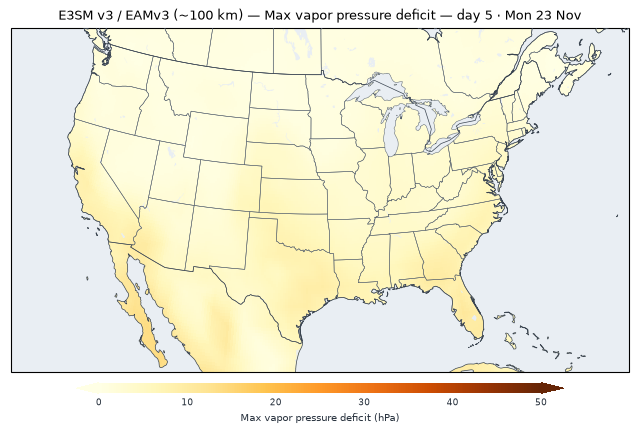 E3SM v3 / EAMv3 (~100 km) — Max vapor pressure deficit — day 5 · Mon 23 Nov
0 10 20 30 40 50
Max vapor pressure deficit (hPa)